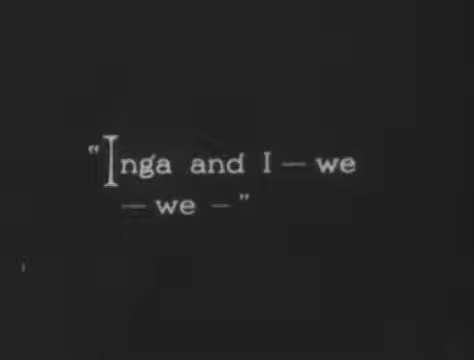 "Inga and I — we
— we —"